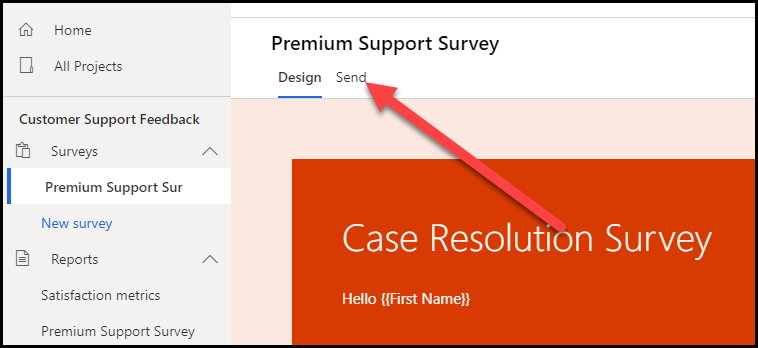 Home
All Projects
Customer Support Feedback
Surveys
Premium Support Sur
New survey
Reports
Satisfaction metrics
Premium Support Survey
Premium Support Survey
Design Send
Case Resolution Survey
Hello {{First Name}}